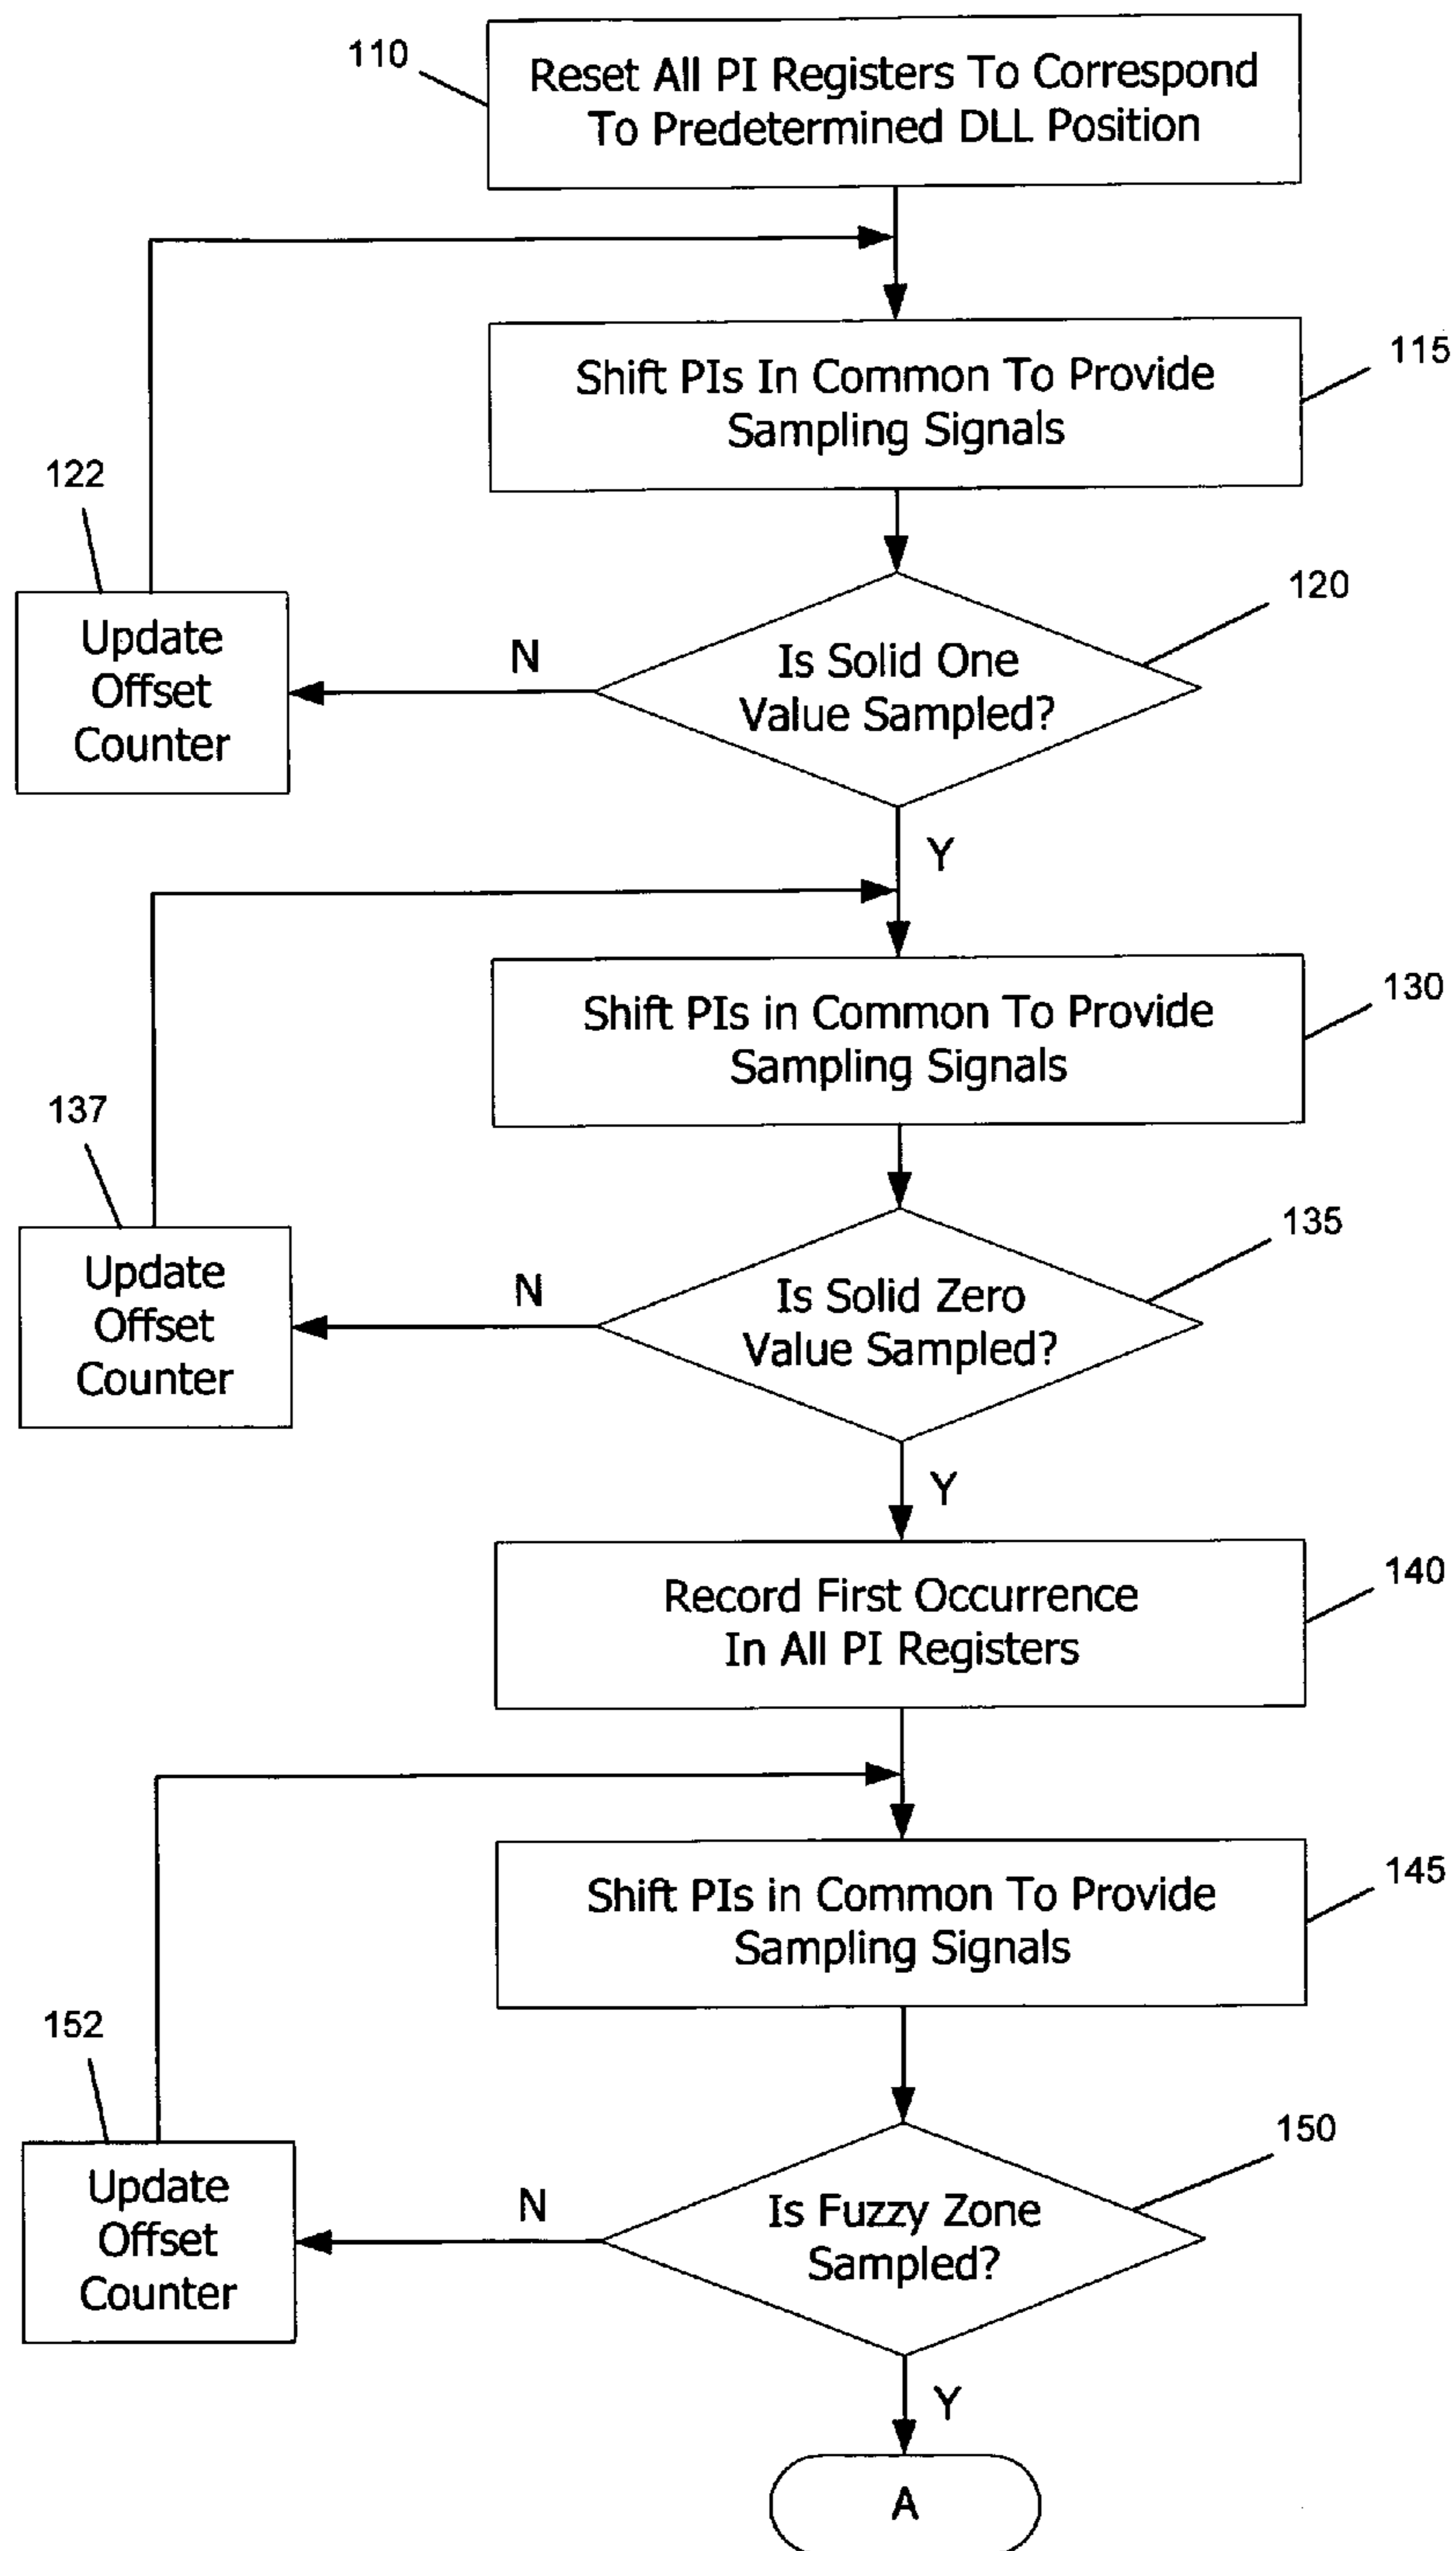 110
Reset All PI Registers To Correspond
To Predetermined DLL Position
Shift PIs In Common To Provide
Sampling Signals
115
122
Update
Offset
Counter
N
Is Solid One
Value Sampled?
120
Y
Shift PIs in Common To Provide
Sampling Signals
130
137
Update
Offset
Counter
N
Is Solid Zero
Value Sampled?
135
Y
Record First Occurrence
In All PI Registers
140
Shift PIs in Common To Provide
Sampling Signals
145
152
Update
Offset
Counter
N
Is Fuzzy Zone
Sampled?
150
Y
A